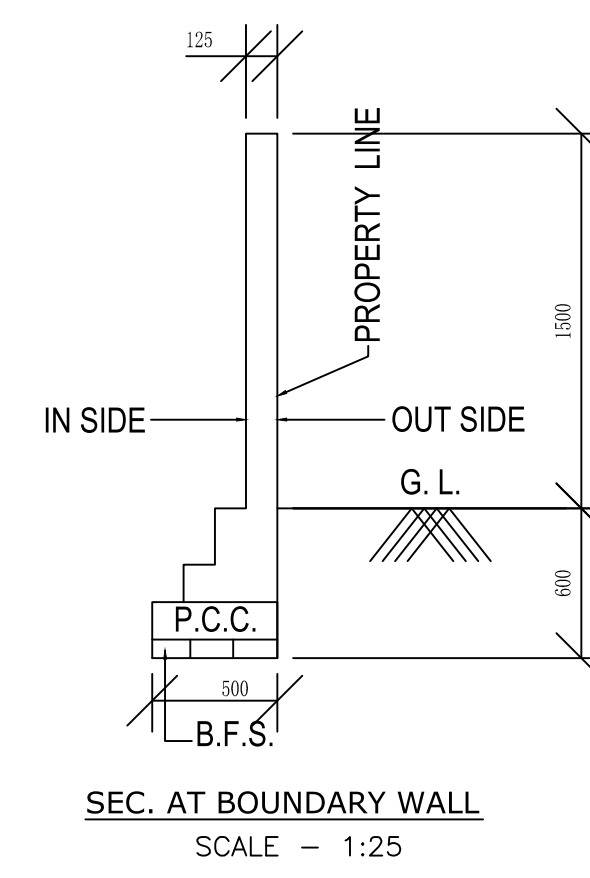 125
PROPERTY LINE
1500
IN SIDE
OUT SIDE
G. L.
600
P.C.C.
500
B.F.S.
SEC. AT BOUNDARY WALL
SCALE - 1:25